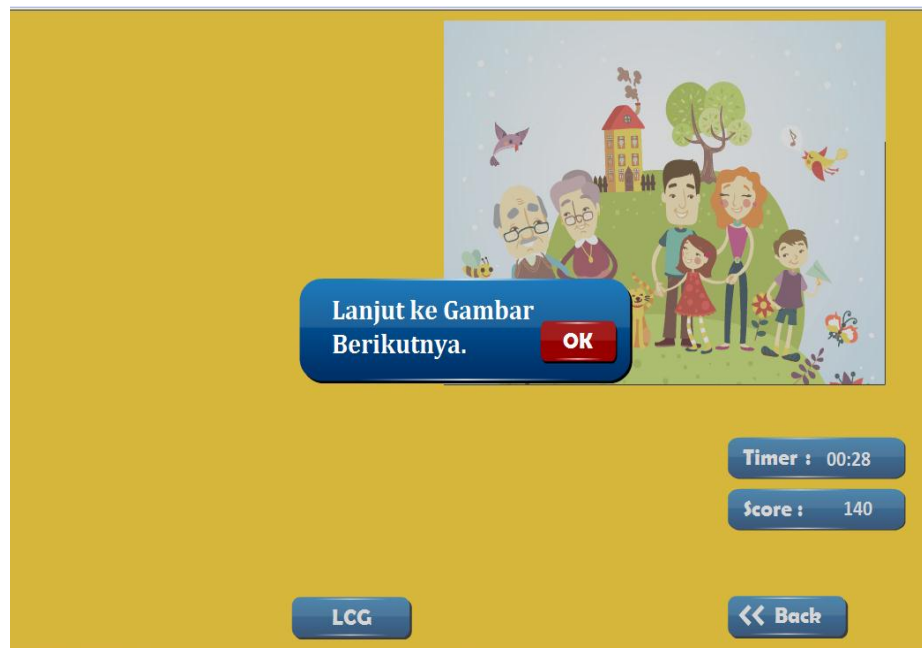 Lanjut ke Gambar
Berikutnya.
OK
Timer : 00:28
Score : 140
LCG
<< Back